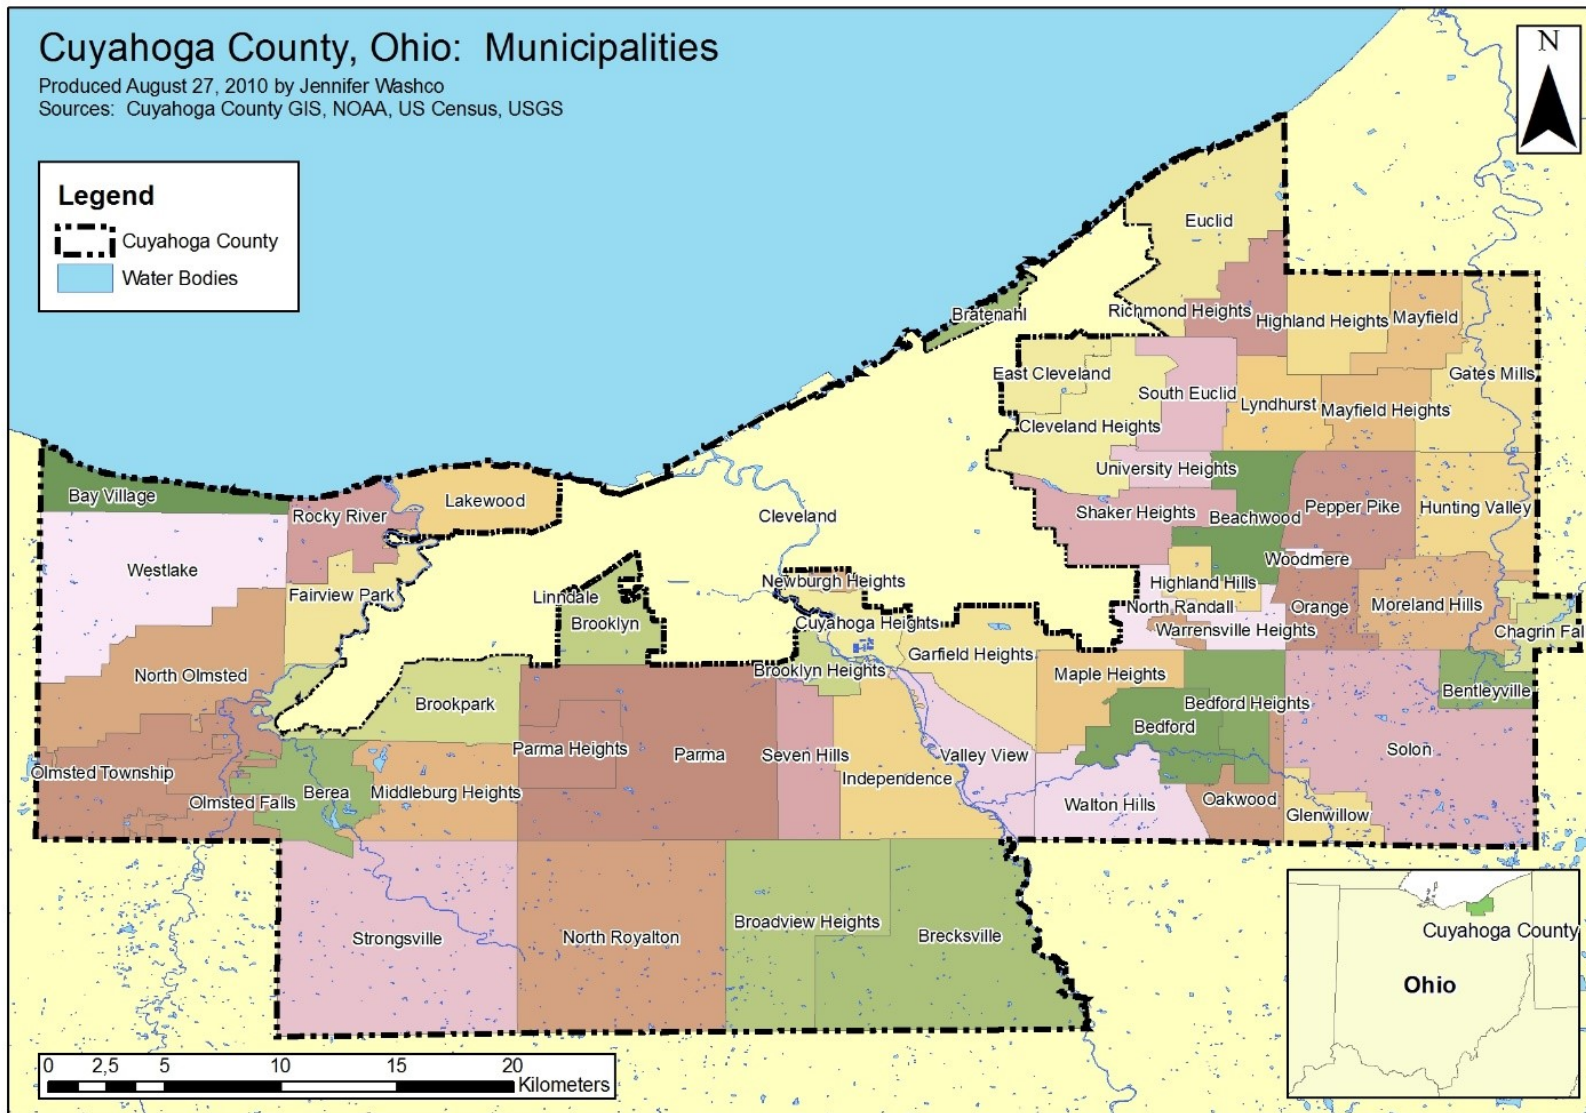 Cuyahoga County, Ohio: Municipalities
Produced August 27, 2010 by Jennifer Washco
Sources: Cuyahoga County GIS, NOAA, US Census, USGS
N
Legend
Cuyahoga County
Water Bodies
Euclid
Bratenahl
Richmond Heights
Highland Heights
Mayfield
East Cleveland
South Euclid
Gates Mills
Lyndhurst
Mayfield Heights
Cleveland Heights
University Heights
Bay Village
Lakewood
Rocky River
Cleveland
Shaker Heights
Beachwood
Pepper Pike
Hunting Valley
Westlake
Woodmere
Newburgh Heights
Highland Hills
Fairview Park
Linndale
Brooklyn
North Randall
Orange
Moreland Hills
Cuyahoga Heights
Warrensville Heights
Chagrin Fal
Garfield Heights
North Olmsted
Brooklyn Heights
Maple Heights
Bentleyville
Brookpark
Bedford Heights
Bedford
Parma Heights
Parma
Seven Hills
Valley View
Solon
Olmsted Township
Independence
Olmsted Falls
Berea
Middleburg Heights
Walton Hills
Oakwood
Glenwillow
Strongsville
North Royalton
Broadview Heights
Brecksville
Cuyahoga County
Ohio
0 2,5 5 10 15 20
Kilometers